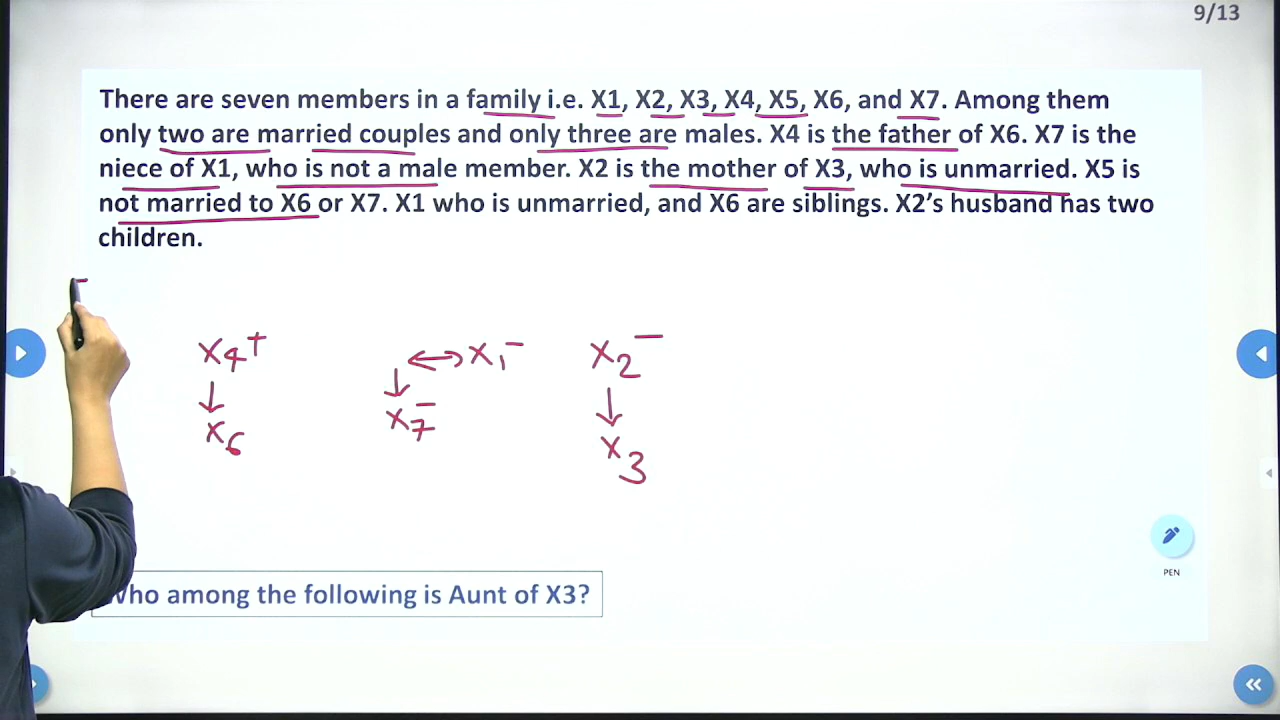 9/13
There are seven members in a family i.e. X1, X2, X3, X4, X5, X6, and X7. Among them
only two are married couples and only three are males. X4 is the father of X6. X7 is the
niece of X1, who is not a male member. X2 is the mother of X3, who is unmarried. X5 is
not married to X6 or X7. X1 who is unmarried, and X6 are siblings. X2's husband has two
children.
X4+ ↔ X1− X2−
↓ ↓ ↓
X6 X7− X3
PEN
Who among the following is Aunt of X3?